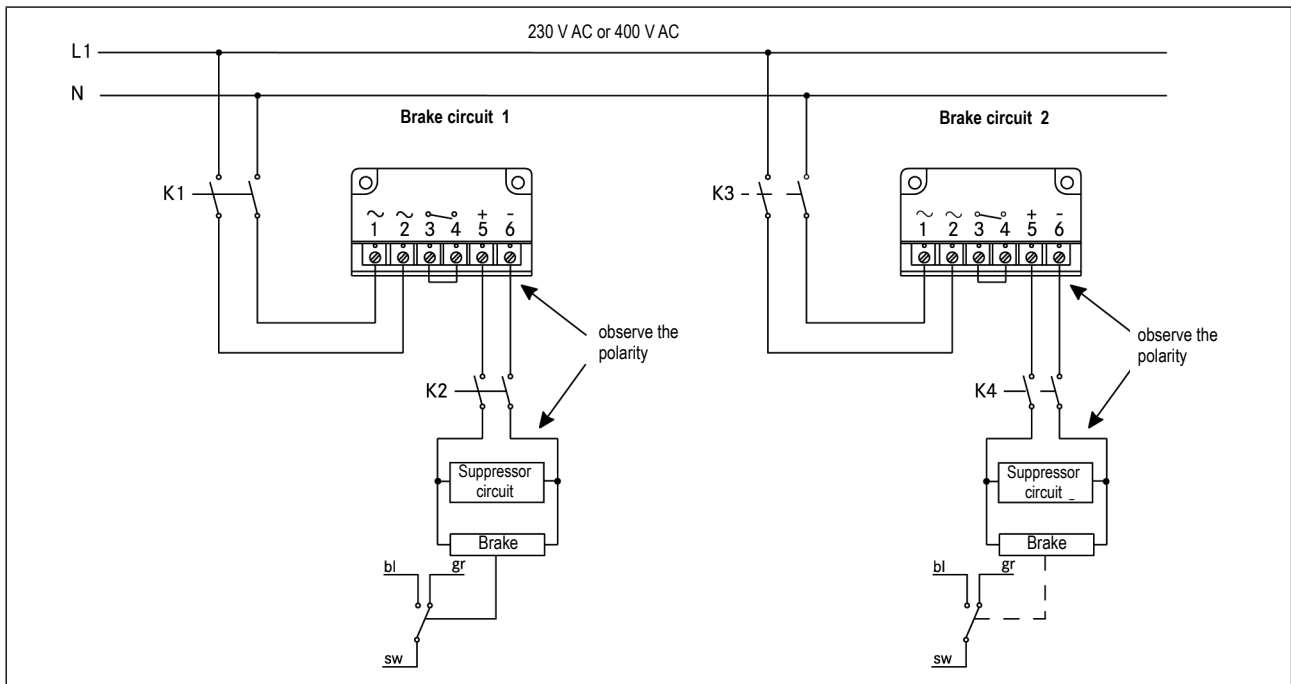 230 V AC or 400 V AC
L1
N
Brake circuit 1
Brake circuit 2
K1
K3
~ ~ + -
1 2 3 4 5 6
~ ~ + -
1 2 3 4 5 6
observe the
polarity
observe the
polarity
K2
K4
Suppressor
circuit
Suppressor
circuit
Brake
Brake
bl gr
bl gr
sw
sw